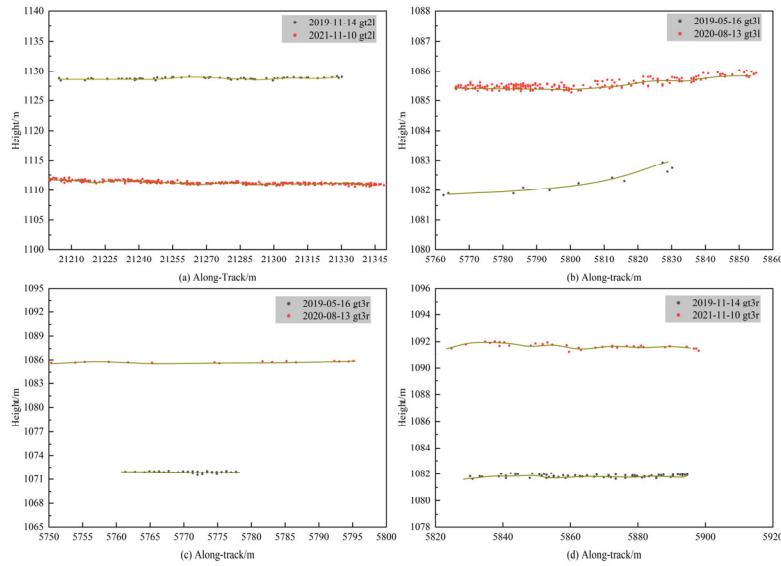 1140
1135
1130
1125
1120
1115
1110
1105
1100
Height/m
2019-11-14 gt2l
2021-11-10 gt2l
21210 21225 21240 21255 21270 21285 21300 21315 21330 21345
(a) Along-Track/m
1088
1087
1086
1085
1084
1083
1082
1081
1080
Height/m
2019-05-16 gt3l
2020-08-13 gt3l
5760 5770 5780 5790 5800 5810 5820 5830 5840 5850 5860
(b) Along-track/m
1095
1092
1089
1086
1083
1080
1077
1074
1071
1068
1065
Height/m
2019-05-16 gt3r
2020-08-13 gt3r
5750 5755 5760 5765 5770 5775 5780 5785 5790 5795 5800
(c) Along-track/m
1096
1094
1092
1090
1088
1086
1084
1082
1080
1078
Height/m
2019-11-14 gt3r
2021-11-10 gt3r
5820 5840 5860 5880 5900 5920
(d) Along-track/m